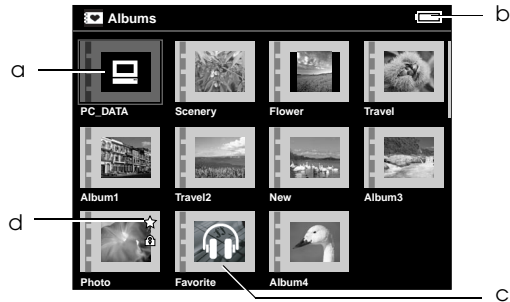 Albums
b
a
PC_DATA Scenery Flower Travel
Album1 Travel2 New Album3
d
Photo Favorite Album4
c